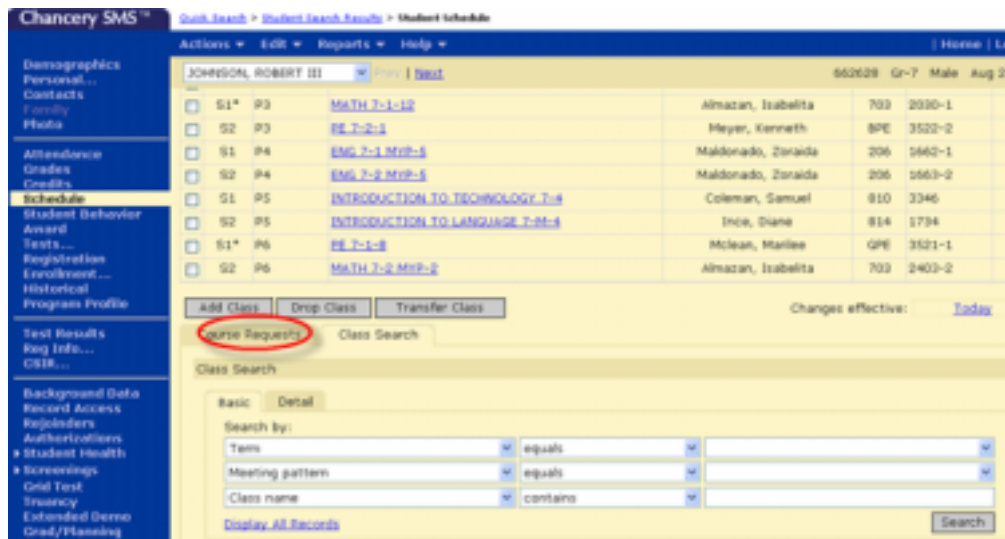 Chancery SMS™
Quick Search > Student Search Results > Student Schedule
Actions Edit Reports Help | Home |
JOHNSON, ROBERT III Prev | Next 662628 Gr-7 Male Aug 2
Demographics
Personal...
Contacts
Family
Photo
Attendance
Grades
Credits
Schedule
Student Behavior
Award
Tests...
Registration
Enrollment...
Historical
Program Profile
Test Results
Reg Info...
CSIR...
Background Data
Record Access
Rejoinders
Authorizations
Student Health
Screenings
Grid Test
Truancy
Extended Demo
Grad/Planning
S1* P3 MATH 7-1-12 Almazan, Isabelita 703 2030-1
S2 P3 PE 7-2-1 Meyer, Kenneth BPE 3522-2
S1 P4 ENG 7-1 MYP-5 Maldonado, Zoraida 206 1662-1
S2 P4 ENG 7-2 MYP-5 Maldonado, Zoraida 206 1663-2
S1 P5 INTRODUCTION TO TECHNOLOGY 7-4 Coleman, Samuel 810 3346
S2 P5 INTRODUCTION TO LANGUAGE 7-M-4 Ince, Diane 814 1734
S1* P6 PE 7-1-8 Mclean, Marilee GPE 3521-1
S2 P6 MATH 7-2 MYP-2 Almazan, Isabelita 703 2403-2
Add Class Drop Class Transfer Class Changes effective: Today
Course Requests Class Search
Class Search
Basic Detail
Search by:
Term equals
Meeting pattern equals
Class name contains
Display All Records Search